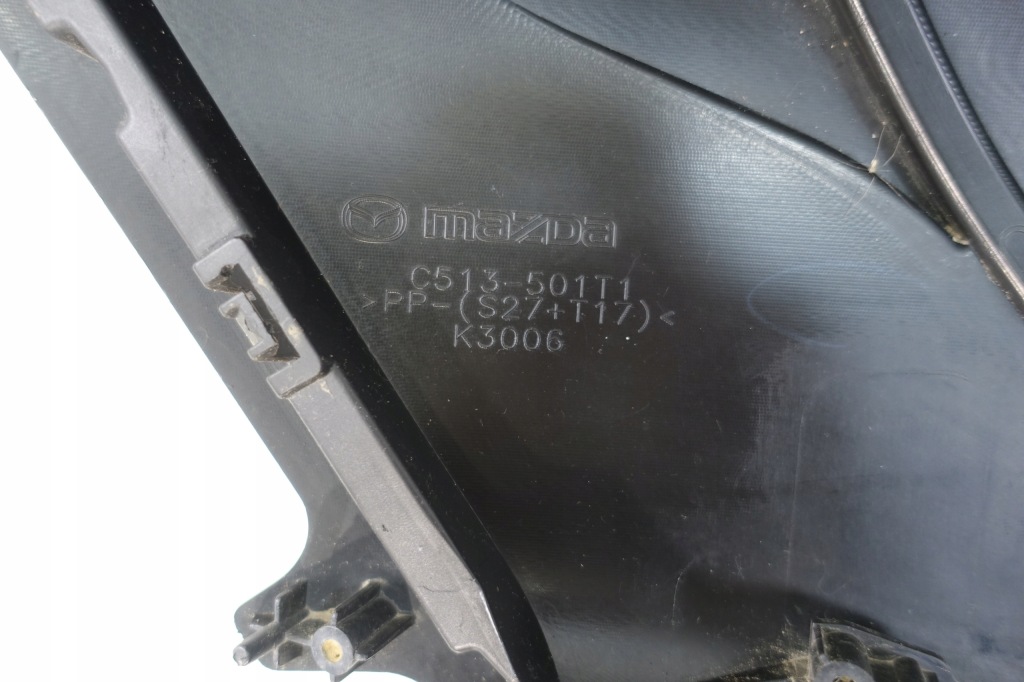 mazda
C513-501T1
>PP-(S27+T17)<
K3006